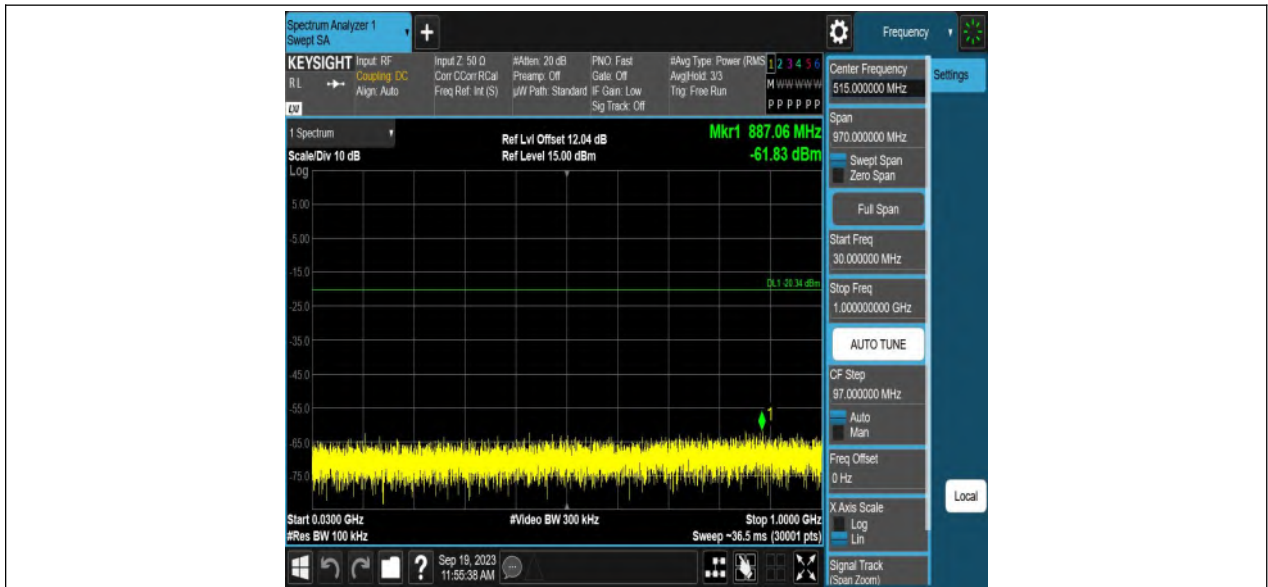 Spectrum Analyzer 1
Swept SA
+
Frequency
KEYSIGHT
RL
LXI
Input: RF
Coupling: DC
Align: Auto
Input Z: 50 Ω
Corr CCorr RCal
Freq Ref: Int (S)
#Atten: 20 dB
Preamp: Off
µW Path: Standard
PNO: Fast
Gate: Off
IF Gain: Low
Sig Track: Off
#Avg Type: Power (RMS
Avg|Hold: 3/3
Trig: Free Run
1 2 3 4 5 6
M W W W W W
P P P P P P
1 Spectrum
Scale/Div 10 dB
Ref Lvl Offset 12.04 dB
Ref Level 15.00 dBm
Mkr1 887.06 MHz
-61.83 dBm
Log
5.00
-5.00
-15.0
DL1 -20.34 dBm
-25.0
-35.0
-45.0
-55.0
1
-65.0
-75.0
Start 0.0300 GHz
#Res BW 100 kHz
#Video BW 300 kHz
Stop 1.0000 GHz
Sweep ~36.5 ms (30001 pts)
?
Sep 19, 2023
11:55:38 AM
Center Frequency
515.000000 MHz
Settings
Span
970.000000 MHz
Swept Span
Zero Span
Full Span
Start Freq
30.000000 MHz
Stop Freq
1.000000000 GHz
AUTO TUNE
CF Step
97.000000 MHz
Auto
Man
Freq Offset
0 Hz
X Axis Scale
Log
Lin
Local
Signal Track
(Span Zoom)